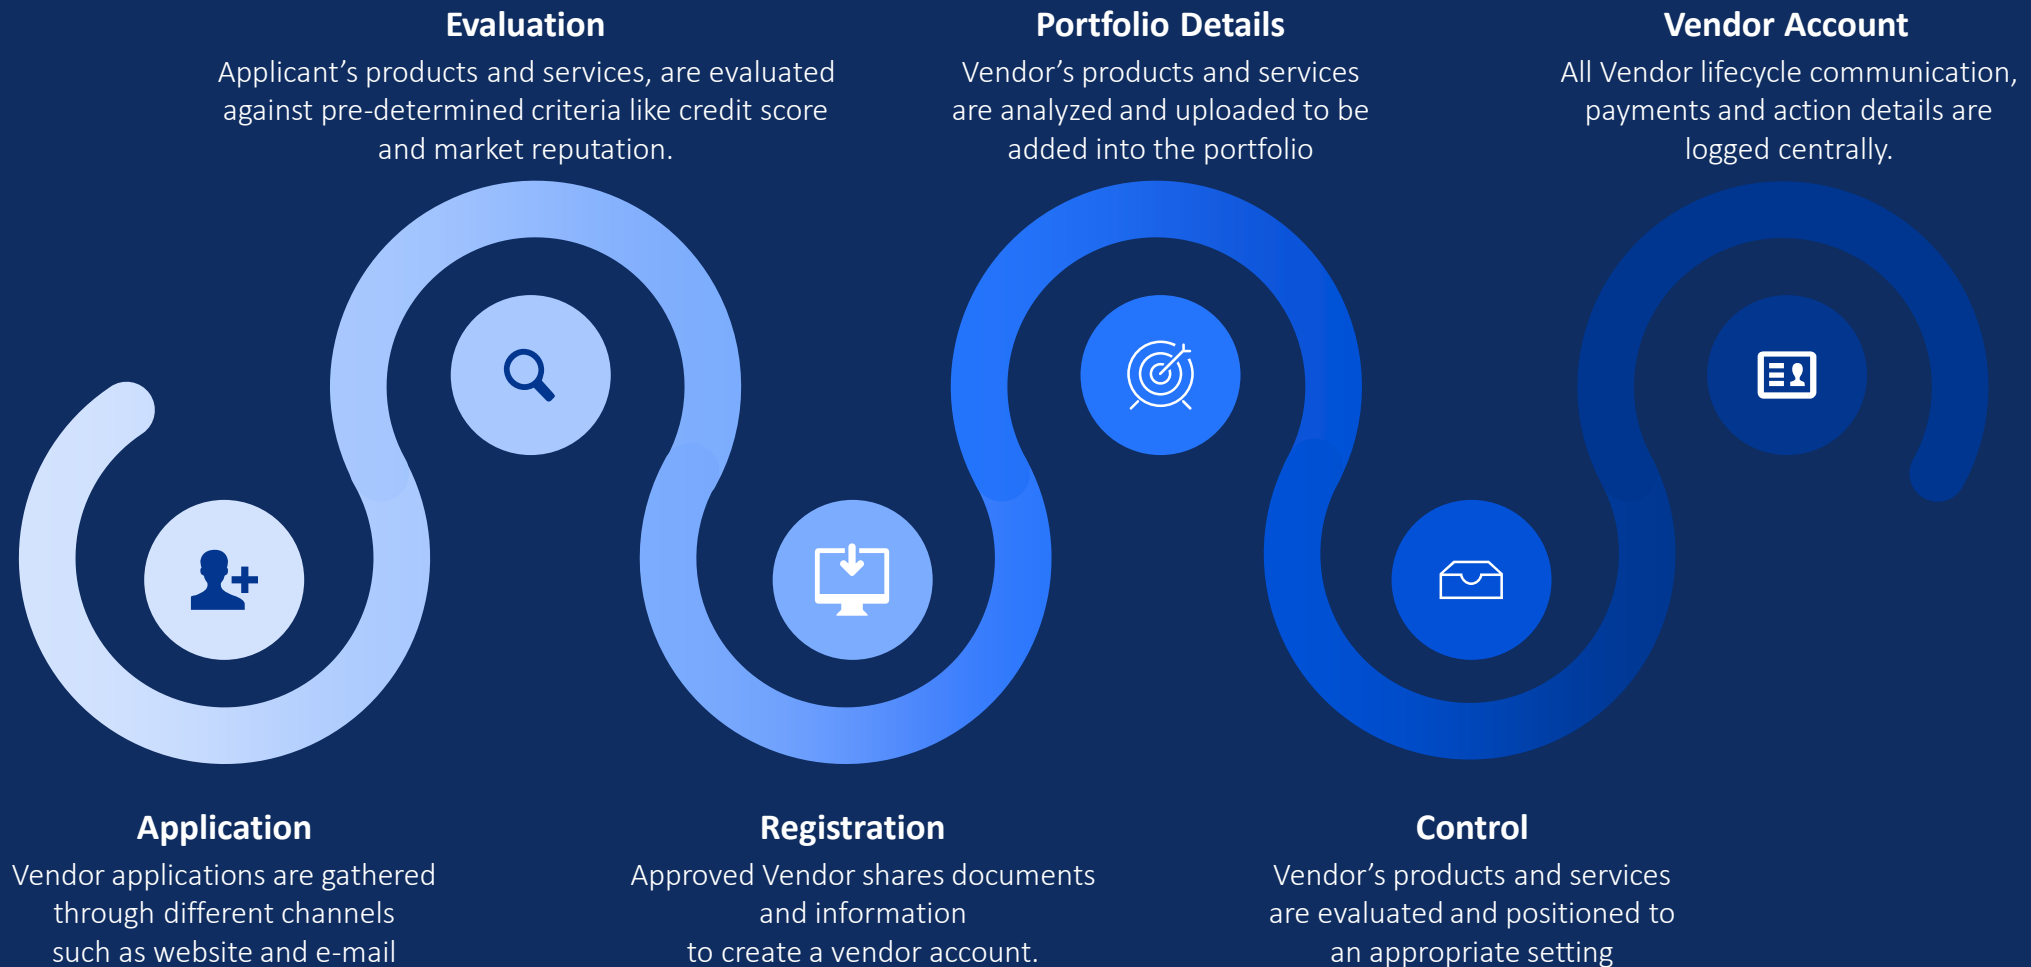 Evaluation
Applicant’s products and services, are evaluated
against pre-determined criteria like credit score
and market reputation.
Portfolio Details
Vendor’s products and services
are analyzed and uploaded to be
added into the portfolio
Vendor Account
All Vendor lifecycle communication,
payments and action details are
logged centrally.
Application
Vendor applications are gathered
through different channels
such as website and e-mail
Registration
Approved Vendor shares documents
and information
to create a vendor account.
Control
Vendor’s products and services
are evaluated and positioned to
an appropriate setting